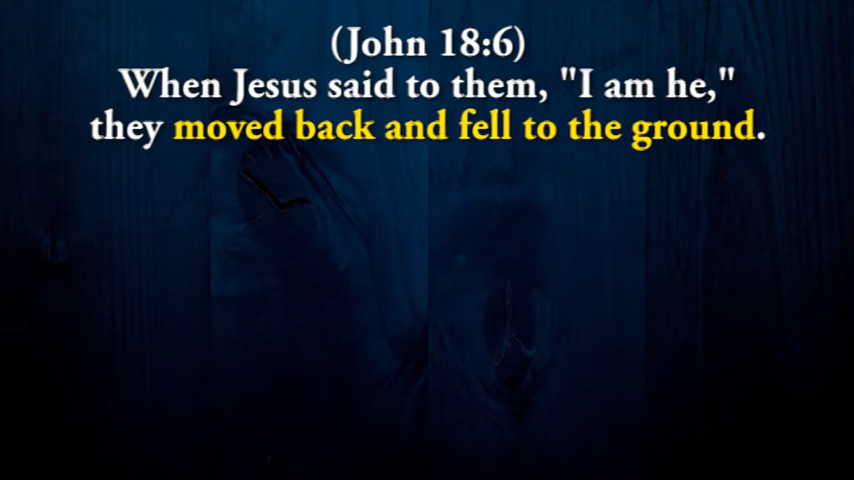 (John 18:6)
When Jesus said to them, "I am he,"
they moved back and fell to the ground.